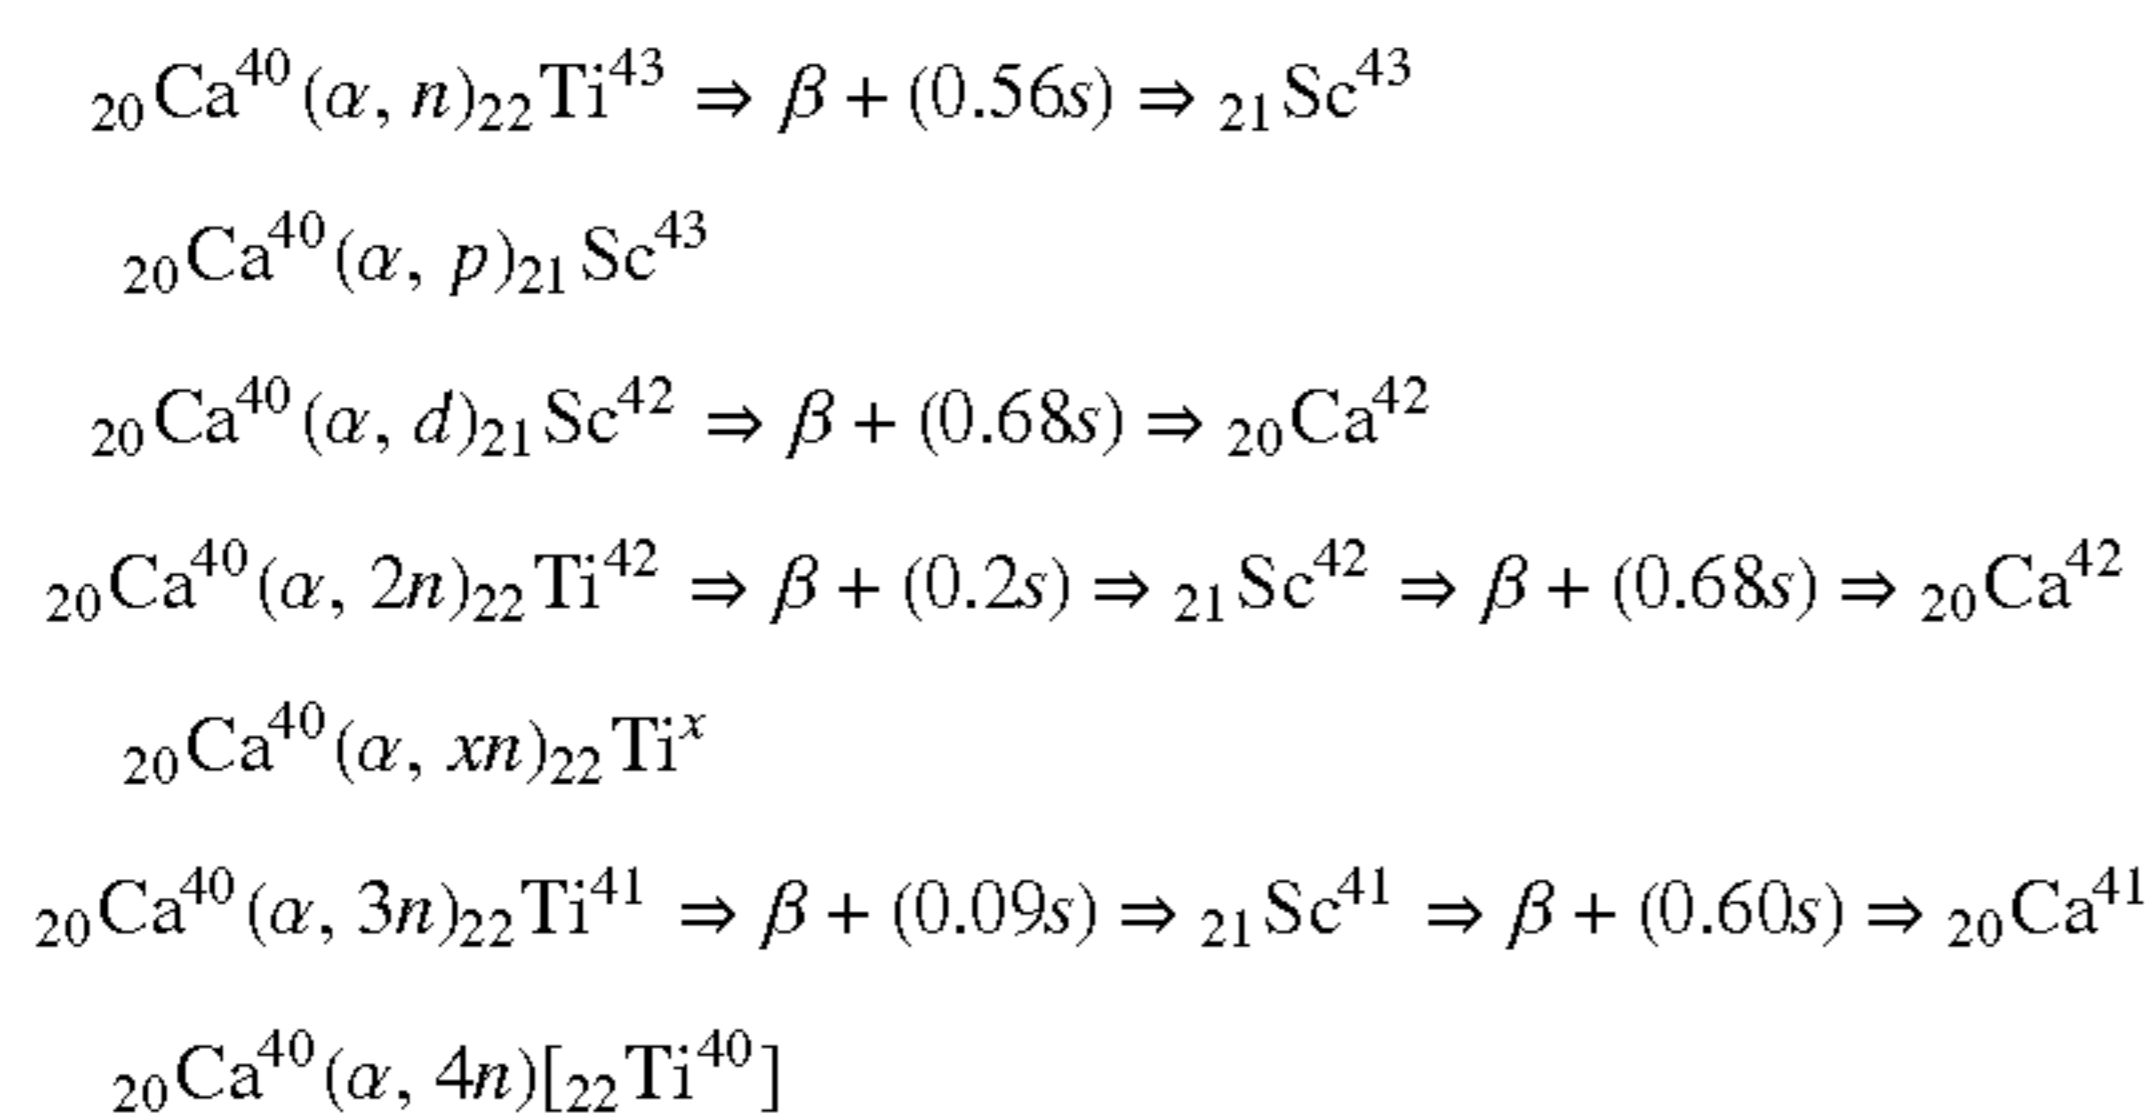 ₂₀Ca⁴⁰(α, n)₂₂Ti⁴³ ⇒ β + (0.56s) ⇒ ₂₁Sc⁴³
₂₀Ca⁴⁰(α, p)₂₁Sc⁴³
₂₀Ca⁴⁰(α, d)₂₁Sc⁴² ⇒ β + (0.68s) ⇒ ₂₀Ca⁴²
₂₀Ca⁴⁰(α, 2n)₂₂Ti⁴² ⇒ β + (0.2s) ⇒ ₂₁Sc⁴² ⇒ β + (0.68s) ⇒ ₂₀Ca⁴²
₂₀Ca⁴⁰(α, xn)₂₂Tiˣ
₂₀Ca⁴⁰(α, 3n)₂₂Ti⁴¹ ⇒ β + (0.09s) ⇒ ₂₁Sc⁴¹ ⇒ β + (0.60s) ⇒ ₂₀Ca⁴¹
₂₀Ca⁴⁰(α, 4n)[₂₂Ti⁴⁰]